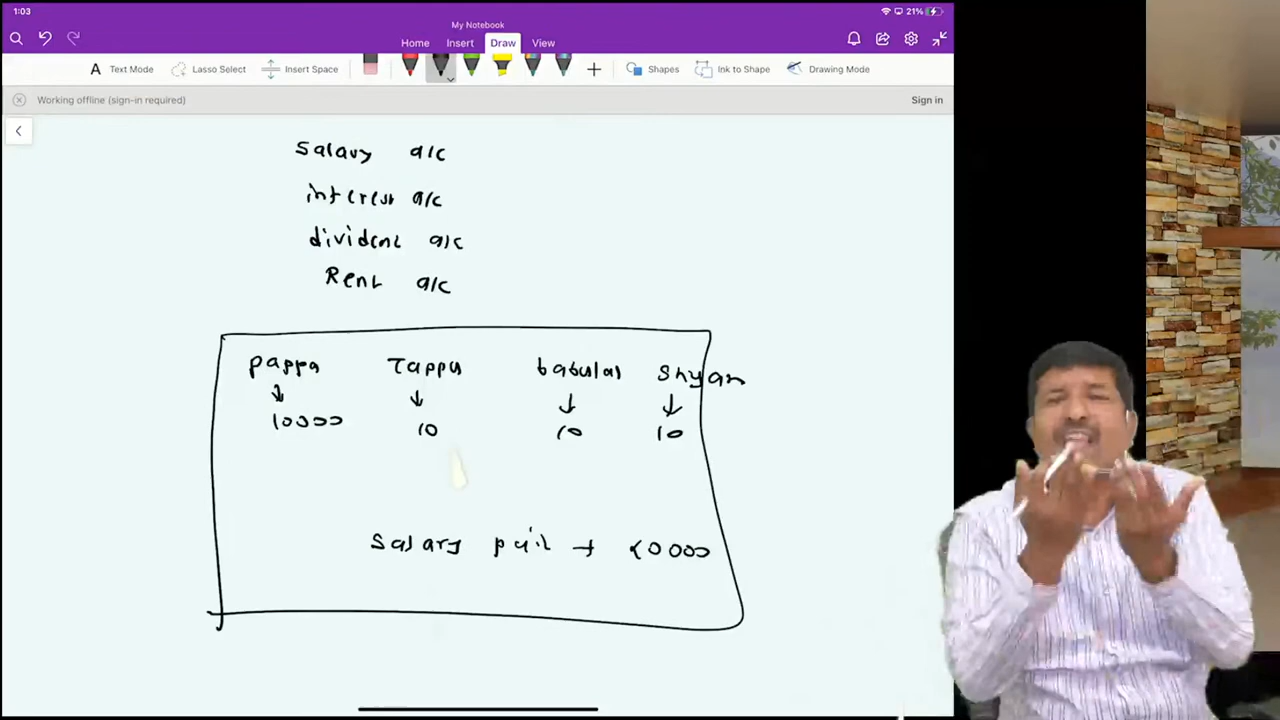 1:03
21%
My Notebook
Home Insert Draw View
A Text Mode Lasso Select Insert Space Shapes Ink to Shape Drawing Mode
Working offline (sign-in required) Sign in
Salary a/c
interest a/c
divident a/c
Rent a/c
pappu Tappu babulal Shyam
10000 10 10 10
Salary paid → 40000